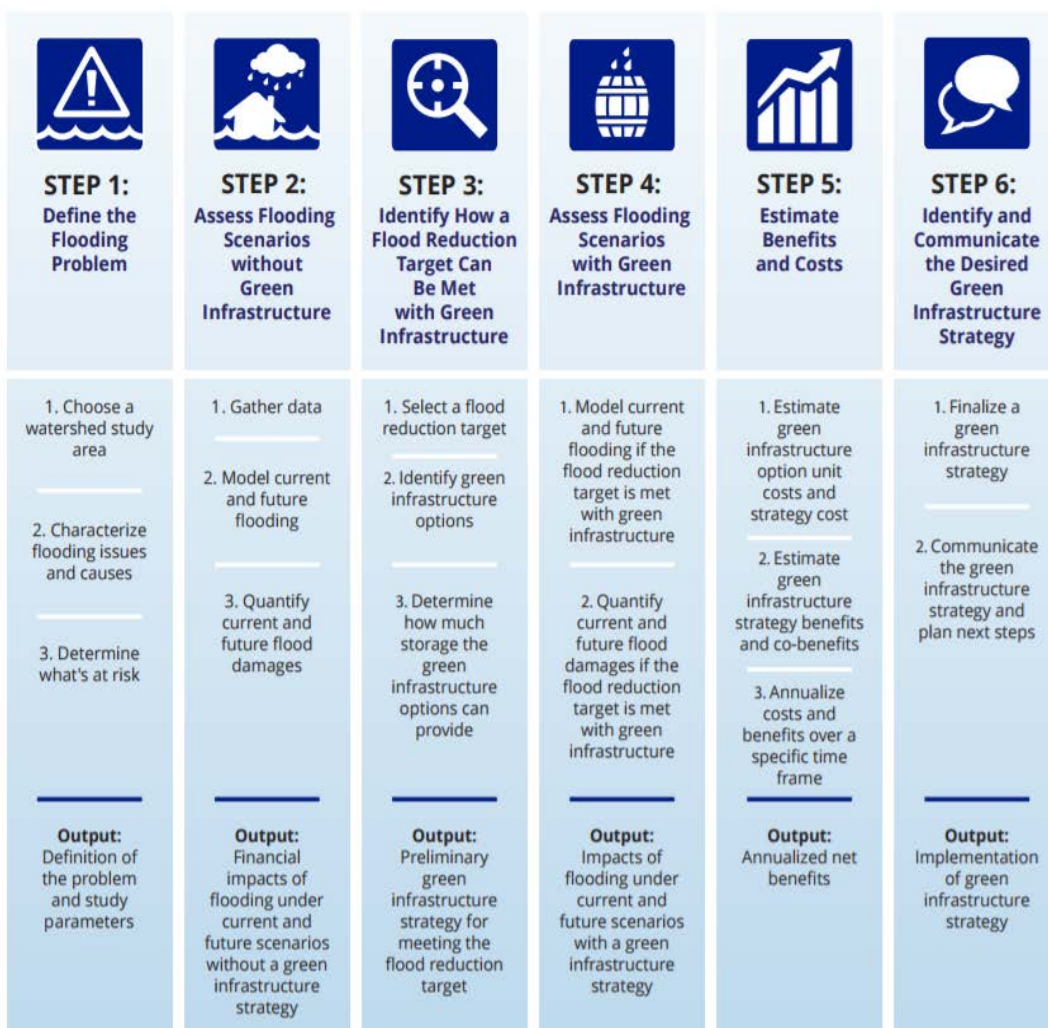 STEP 1:
Define the
Flooding
Problem
STEP 2:
Assess Flooding
Scenarios
without
Green
Infrastructure
STEP 3:
Identify How a
Flood Reduction
Target Can
Be Met
with Green
Infrastructure
STEP 4:
Assess Flooding
Scenarios
with Green
Infrastructure
STEP 5:
Estimate
Benefits
and Costs
STEP 6:
Identify and
Communicate
the Desired
Green
Infrastructure
Strategy
1. Choose a
watershed study
area
2. Characterize
flooding issues
and causes
3. Determine
what's at risk
Output:
Definition of
the problem
and study
parameters
1. Gather data
2. Model current
and future
flooding
3. Quantify
current and
future flood
damages
Output:
Financial
impacts of
flooding under
current and
future scenarios
without a green
infrastructure
strategy
1. Select a flood
reduction target
2. Identify green
infrastructure
options
3. Determine
how much
storage the
green
infrastructure
options can
provide
Output:
Preliminary
green
infrastructure
strategy for
meeting the
flood reduction
target
1. Model current
and future
flooding if the
flood reduction
target is met
with green
infrastructure
2. Quantify
current and
future flood
damages if the
flood reduction
target is met
with green
infrastructure
Output:
Impacts of
flooding under
current and
future scenarios
with a green
infrastructure
strategy
1. Estimate
green
infrastructure
option unit
costs and
strategy cost
2. Estimate
green
infrastructure
strategy benefits
and co-benefits
3. Annualize
costs and
benefits over a
specific time
frame
Output:
Annualized net
benefits
1. Finalize a
green
infrastructure
strategy
2. Communicate
the green
infrastructure
strategy and
plan next steps
Output:
Implementation
of green
infrastructure
strategy